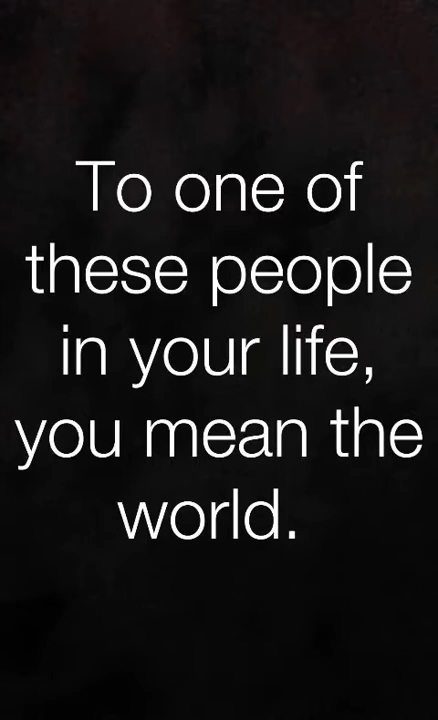 To one of
these people
in your life,
you mean the
world.